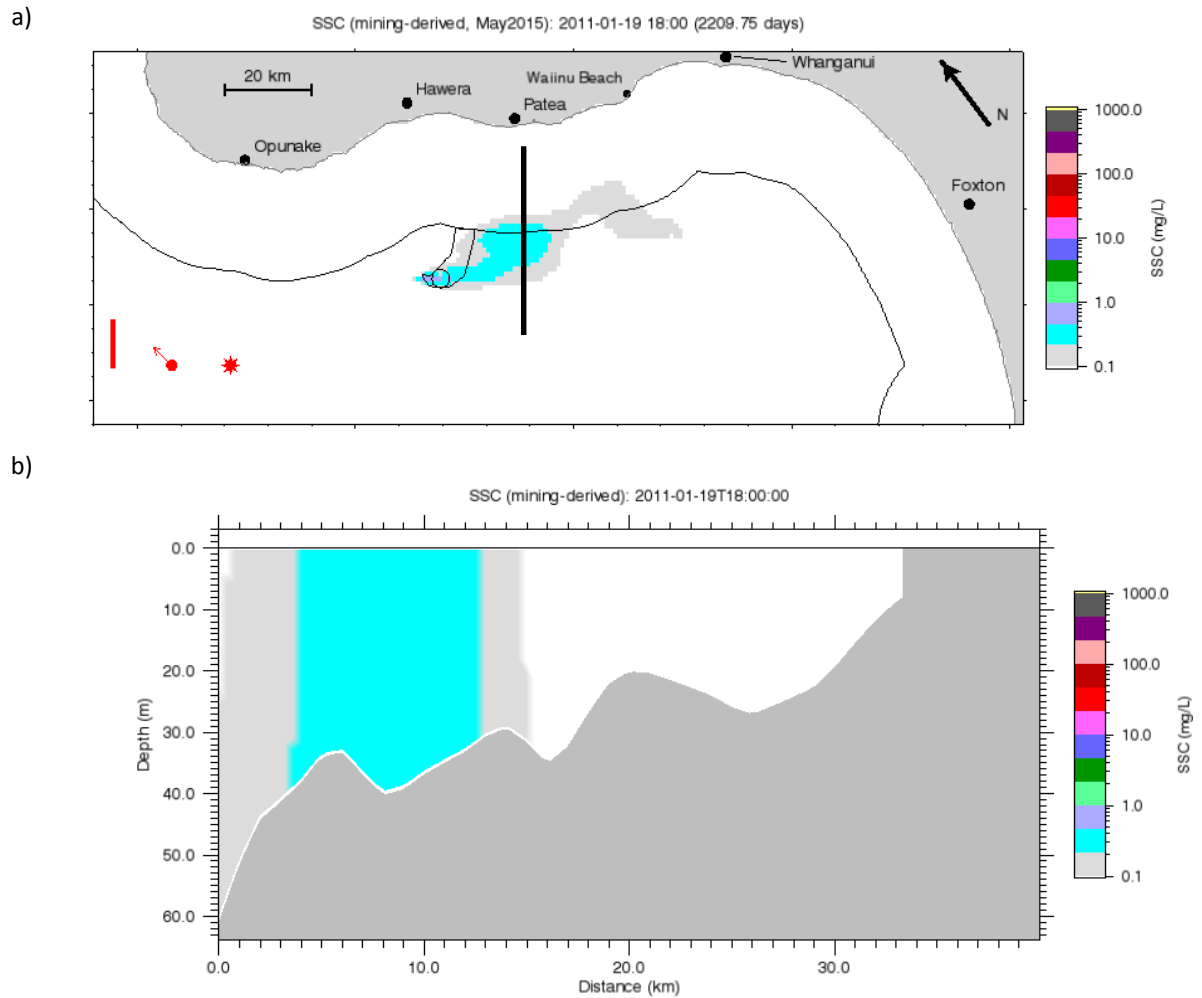 a)
SSC (mining-derived, May2015): 2011-01-19 18:00 (2209.75 days)
20 km
Whanganui
Waiinu Beach
Hawera
Patea
N
Opunake
Foxton
1000.0
100.0
10.0
1.0
0.1
SSC (mg/L)
b)
SSC (mining-derived): 2011-01-19T18:00:00
0.0
10.0
20.0
30.0
40.0
50.0
60.0
Depth (m)
0.0 10.0 20.0 30.0
Distance (km)
1000.0
100.0
10.0
1.0
0.1
SSC (mg/L)